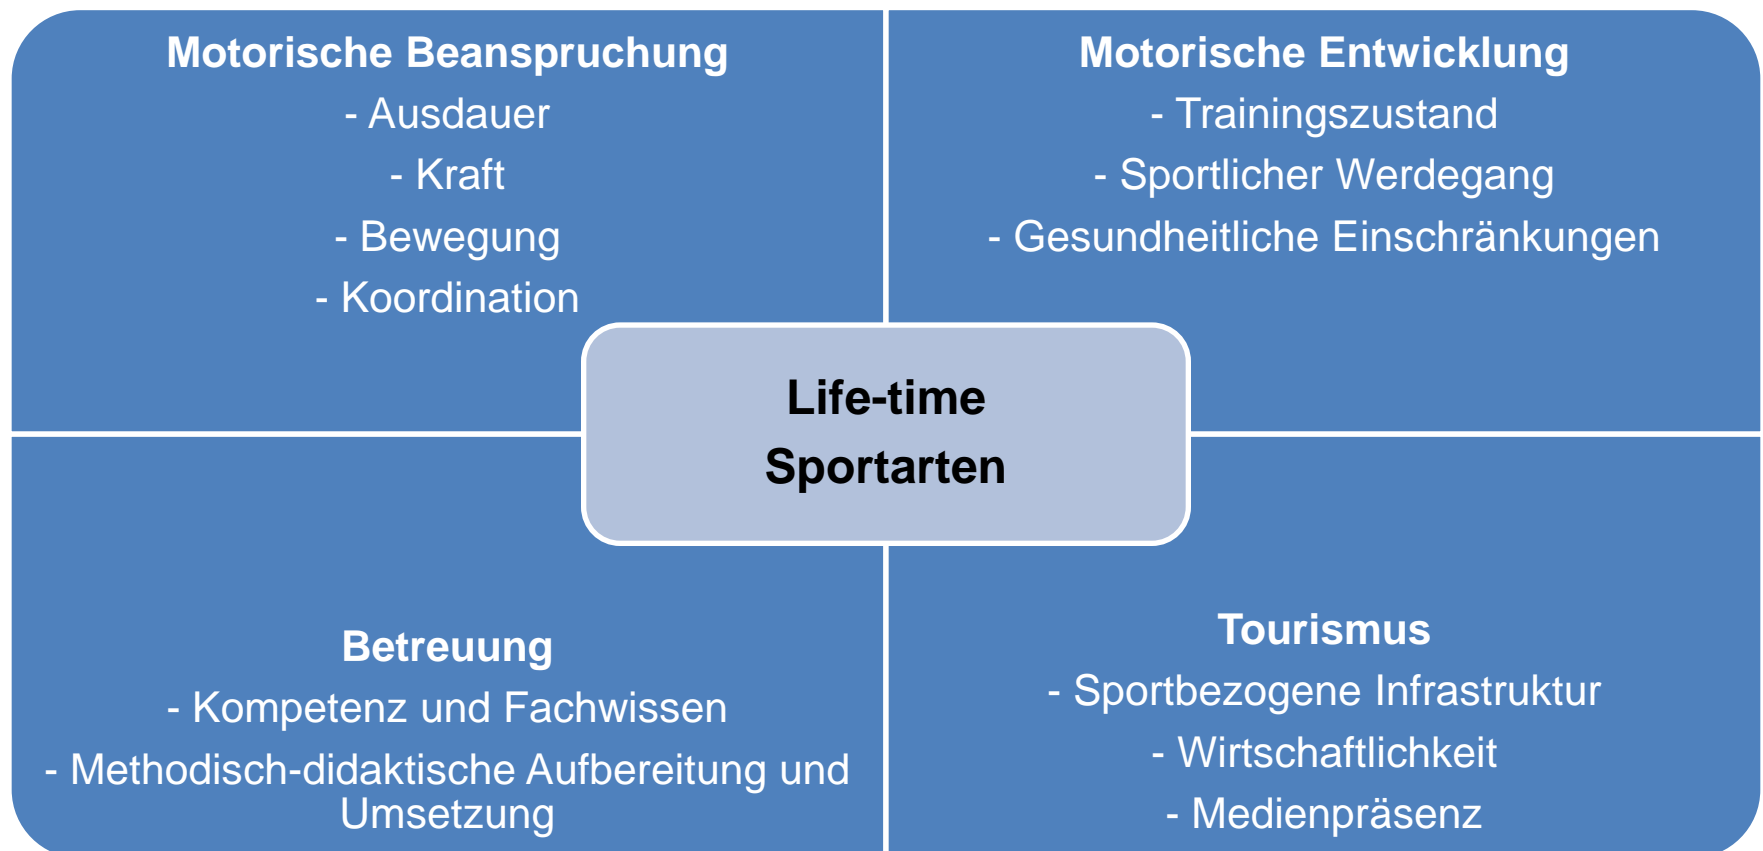 Motorische Beanspruchung
- Ausdauer
- Kraft
- Bewegung
- Koordination
Motorische Entwicklung
- Trainingszustand
- Sportlicher Werdegang
- Gesundheitliche Einschränkungen
Life-time
Sportarten
Betreuung
- Kompetenz und Fachwissen
- Methodisch-didaktische Aufbereitung und
Umsetzung
Tourismus
- Sportbezogene Infrastruktur
- Wirtschaftlichkeit
- Medienpräsenz